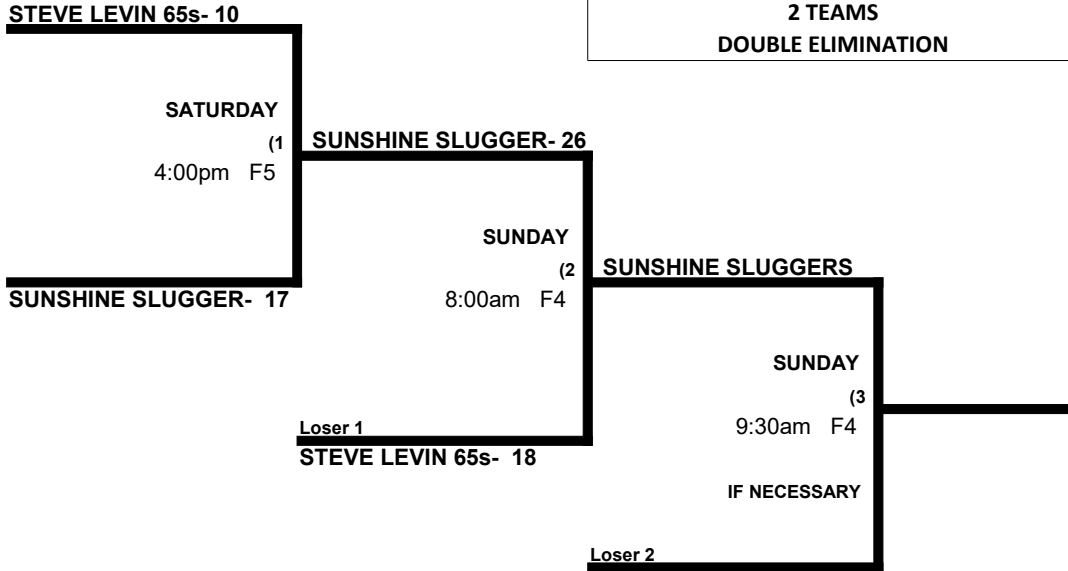 STEVE LEVIN 65s- 10
2 TEAMS
DOUBLE ELIMINATION
SATURDAY
(1
4:00pm F5
SUNSHINE SLUGGER- 26
SUNSHINE SLUGGER- 17
SUNDAY
(2
8:00am F4
SUNSHINE SLUGGERS
Loser 1
STEVE LEVIN 65s- 18
SUNDAY
(3
9:30am F4
IF NECESSARY
Loser 2